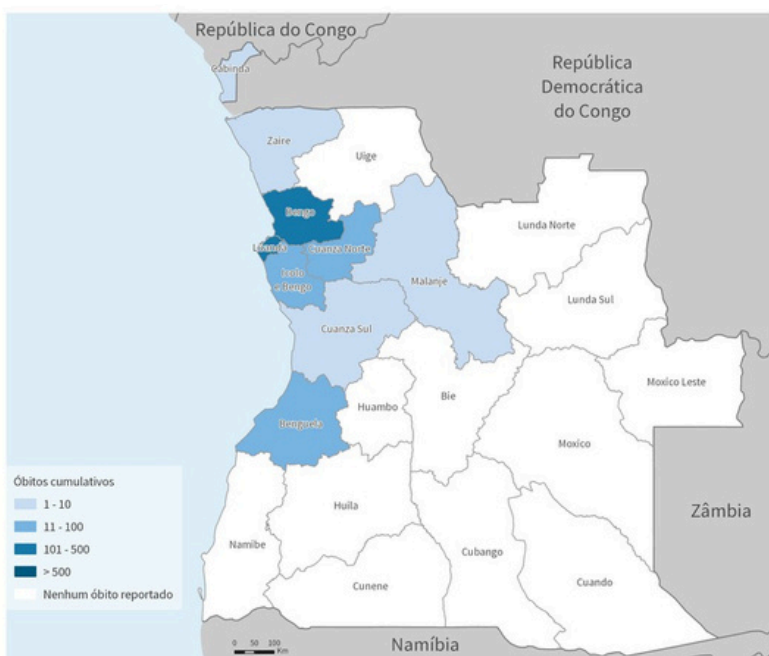 República do Congo
Cabinda
República
Democrática
do Congo
Zaire
Uíge
Bengo
Lunda Norte
Luanda
Cuanza Norte
Icolo
e Bengo
Malanje
Lunda Sul
Cuanza Sul
Moxico Leste
Bie
Huambo
Benguela
Moxico
Óbitos cumulativos
1 - 10
11 - 100
101 - 500
> 500
Nenhum óbito reportado
Huíla
Zâmbia
Namibe
Cubango
Cuando
Cunene
0 50 100
Km
Namíbia